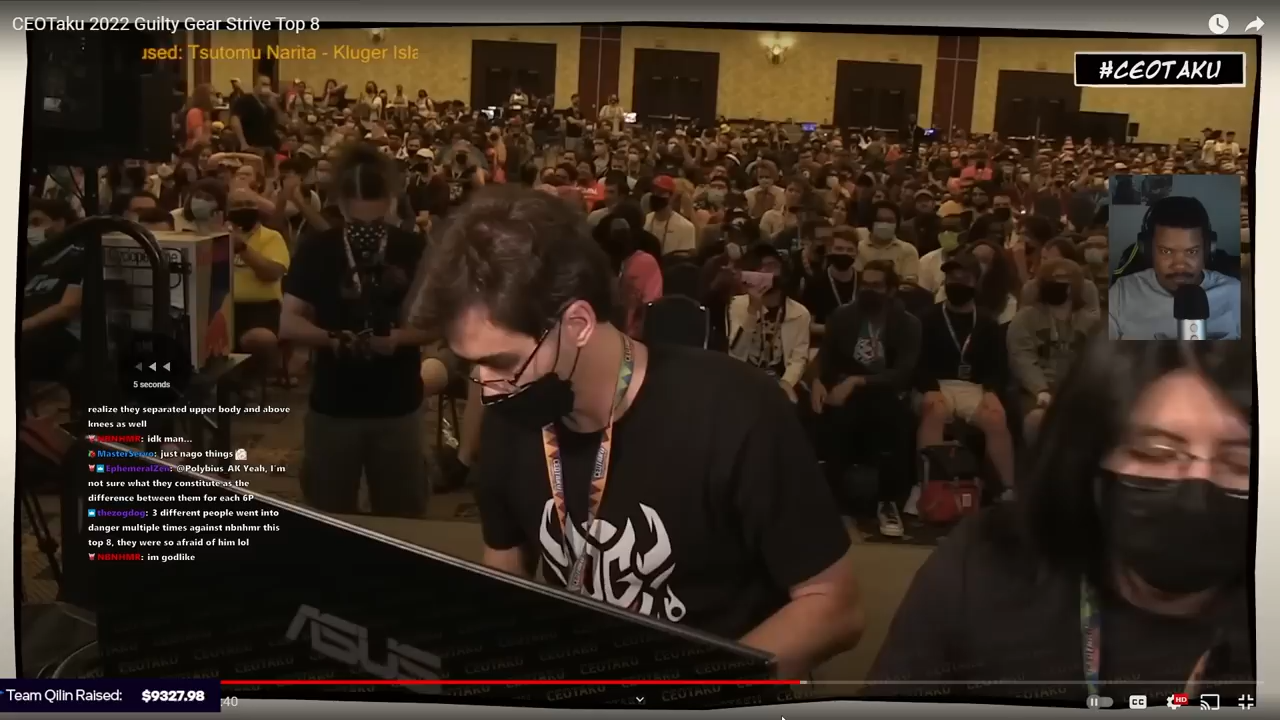 CEOTaku 2022 Guilty Gear Strive Top 8
used: Tsutomu Narita - Kluger Isla
#CEOTAKU
5 seconds
realize they separated upper body and above
knees as well
NBNHMR: idk man...
MasterServo: just nago things
EphemeralZen: @Polybius_AK Yeah, I'm
not sure what they constitute as the
difference between them for each 6P
thezogdog: 3 different people went into
danger multiple times against nbnhmr this
top 8, they were so afraid of him lol
NBNHMR: im godlike
ASUS
CEOTAKU
Team Qilin Raised: $9327.98
:40
CC
HD